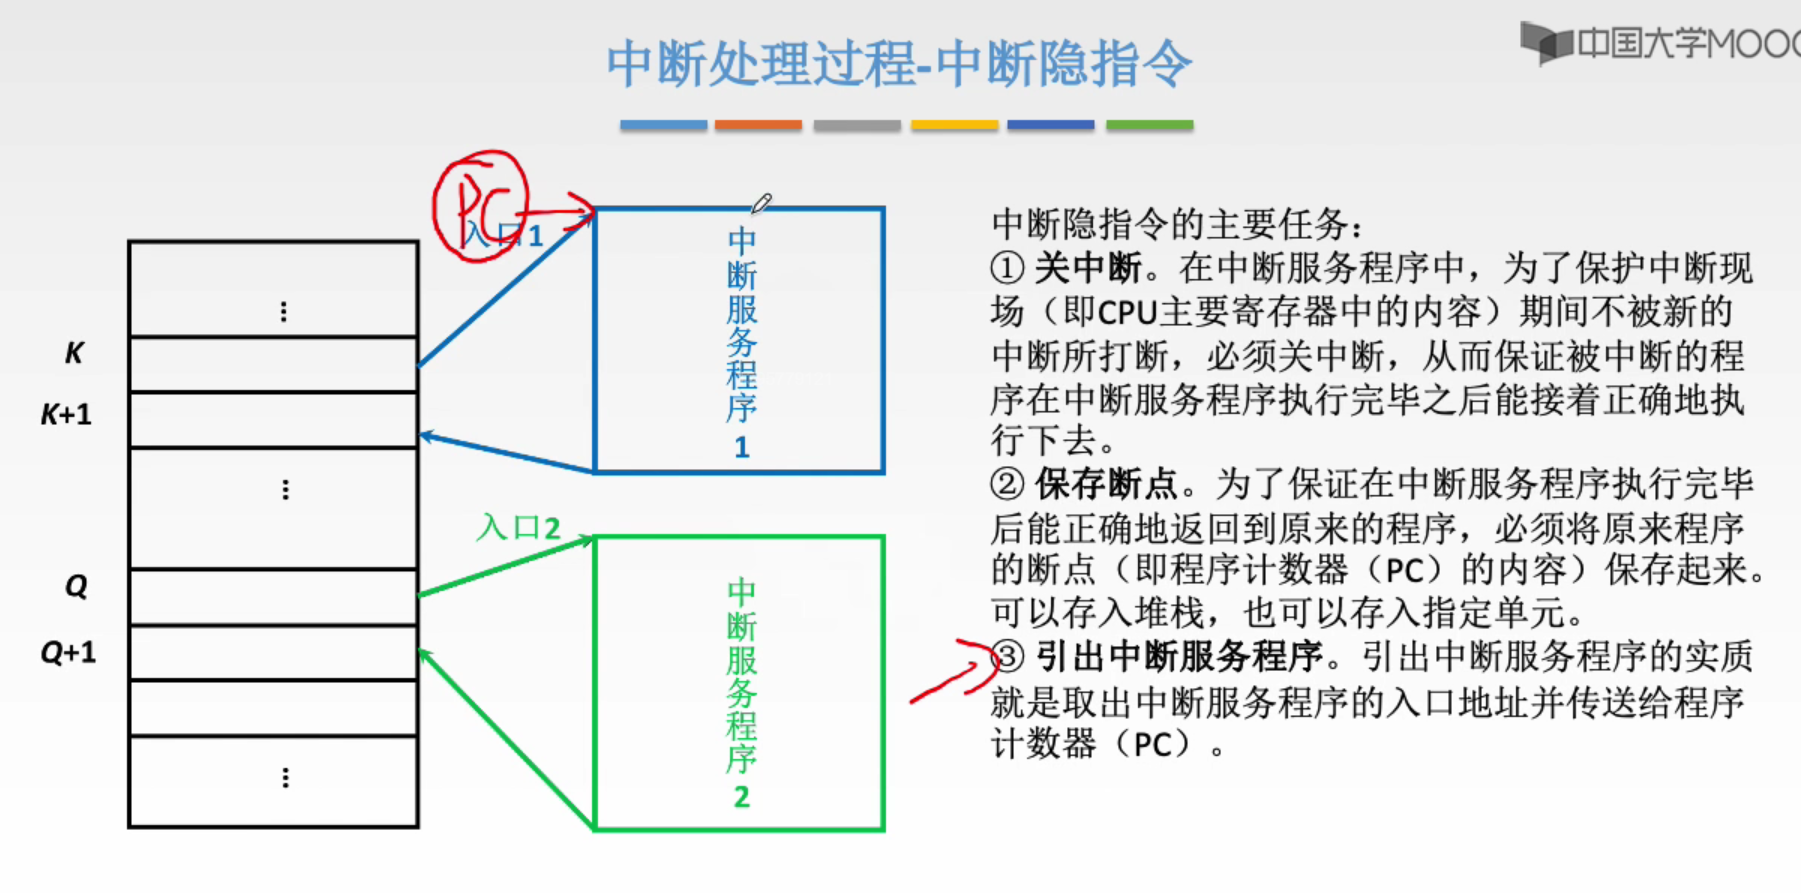 中断处理过程-中断隐指令
中国大学MOOC
PC
入口1
⋮
K
K+1
⋮
Q
Q+1
⋮
中断服务程序1
入口2
中断服务程序2
中断隐指令的主要任务：
① 关中断。在中断服务程序中，为了保护中断现
场（即CPU主要寄存器中的内容）期间不被新的
中断所打断，必须关中断，从而保证被中断的程
序在中断服务程序执行完毕之后能接着正确地执
行下去。
② 保存断点。为了保证在中断服务程序执行完毕
后能正确地返回到原来的程序，必须将原来程序
的断点（即程序计数器（PC）的内容）保存起来。
可以存入堆栈，也可以存入指定单元。
③ 引出中断服务程序。引出中断服务程序的实质
就是取出中断服务程序的入口地址并传送给程序
计数器（PC）。